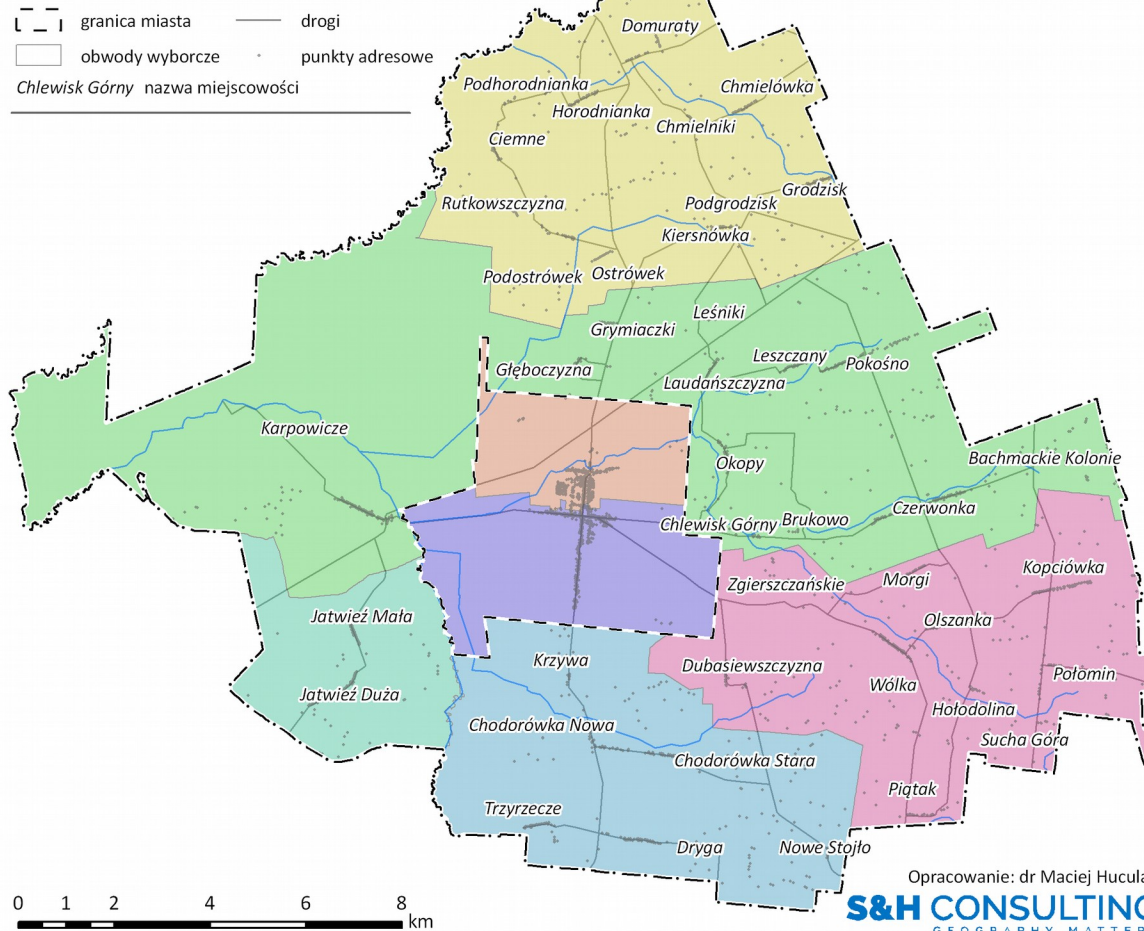 granica miasta
drogi
obwody wyborcze
punkty adresowe
Chlewisk Górny nazwa miejscowości
Domuraty
Podhorodnianka
Chmielówka
Horodnianka
Chmielniki
Ciemne
Grodzisk
Rutkowszczyzna
Podgrodzisk
Kiersnówka
Podostrówek
Ostrówek
Leśniki
Grymiaczki
Leszczany
Pokośno
Głęboczyzna
Laudańszczyzna
Karpowicze
Okopy
Bachmackie Kolonie
Czerwonka
Chlewisk Górny
Brukowo
Kopciówka
Zgierszczańskie
Morgi
Jatwieź Mała
Olszanka
Krzywa
Dubasiewszczyzna
Połomin
Wólka
Jatwieź Duża
Hołodolina
Chodorówka Nowa
Sucha Góra
Chodorówka Stara
Piątak
Trzyrzecze
Dryga
Nowe Stojło
0 1 2 4 6 8
km
Opracowanie: dr Maciej Hucula
S&H CONSULTING
GEOGRAPHY MATTER